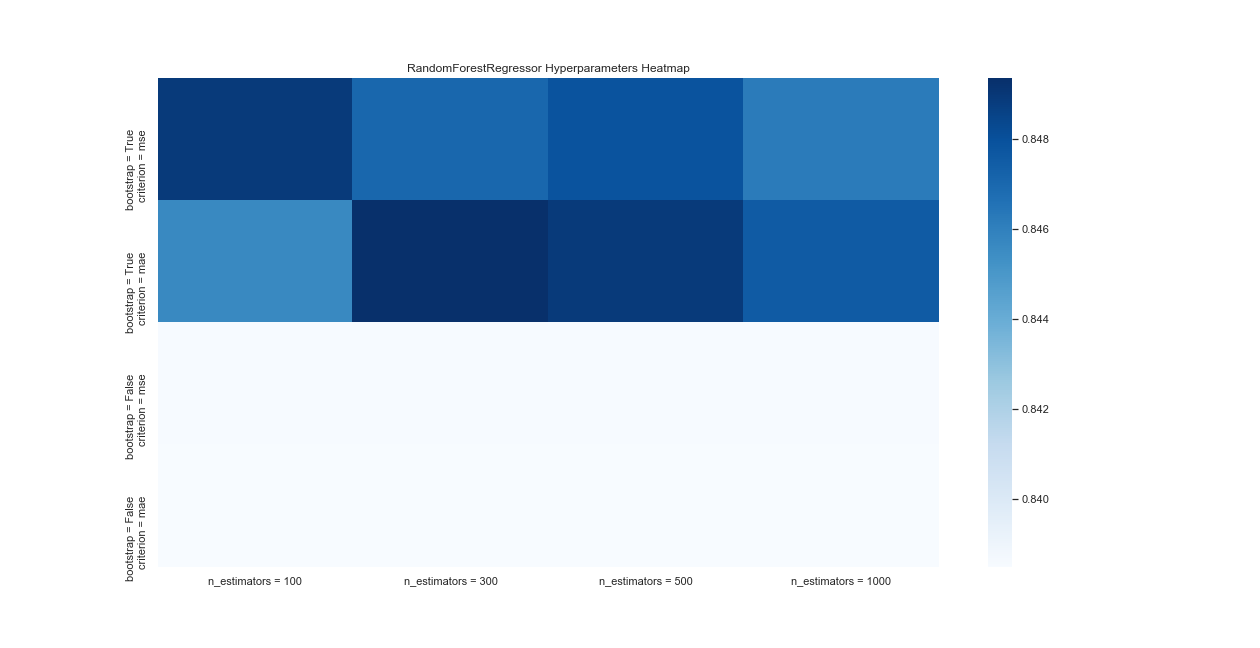 RandomForestRegressor Hyperparameters Heatmap
bootstrap = True
criterion = mse
bootstrap = True
criterion = mae
bootstrap = False
criterion = mse
bootstrap = False
criterion = mae
n_estimators = 100
n_estimators = 300
n_estimators = 500
n_estimators = 1000
0.848
0.846
0.844
0.842
0.840